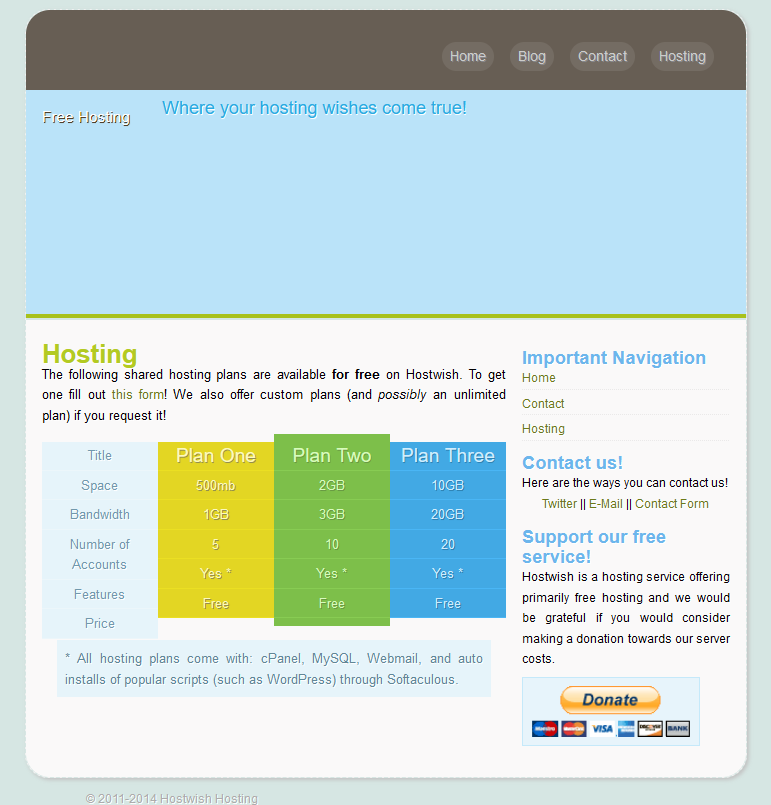 Home Blog Contact Hosting
Free Hosting
Where your hosting wishes come true!
Hosting
The following shared hosting plans are available for free on Hostwish. To get
one fill out this form! We also offer custom plans (and possibly an unlimited
plan) if you request it!
Title Plan One Plan Two Plan Three
Space 500mb 2GB 10GB
Bandwidth 1GB 3GB 20GB
Number of
Accounts 5 10 20
Features Yes * Yes * Yes *
Price Free Free Free
* All hosting plans come with: cPanel, MySQL, Webmail, and auto
installs of popular scripts (such as WordPress) through Softaculous.
Important Navigation
Home
Contact
Hosting
Contact us!
Here are the ways you can contact us!
Twitter || E-Mail || Contact Form
Support our free
service!
Hostwish is a hosting service offering
primarily free hosting and we would
be grateful if you would consider
making a donation towards our server
costs.
Donate
VISA DISCOVER BANK
© 2011-2014 Hostwish Hosting